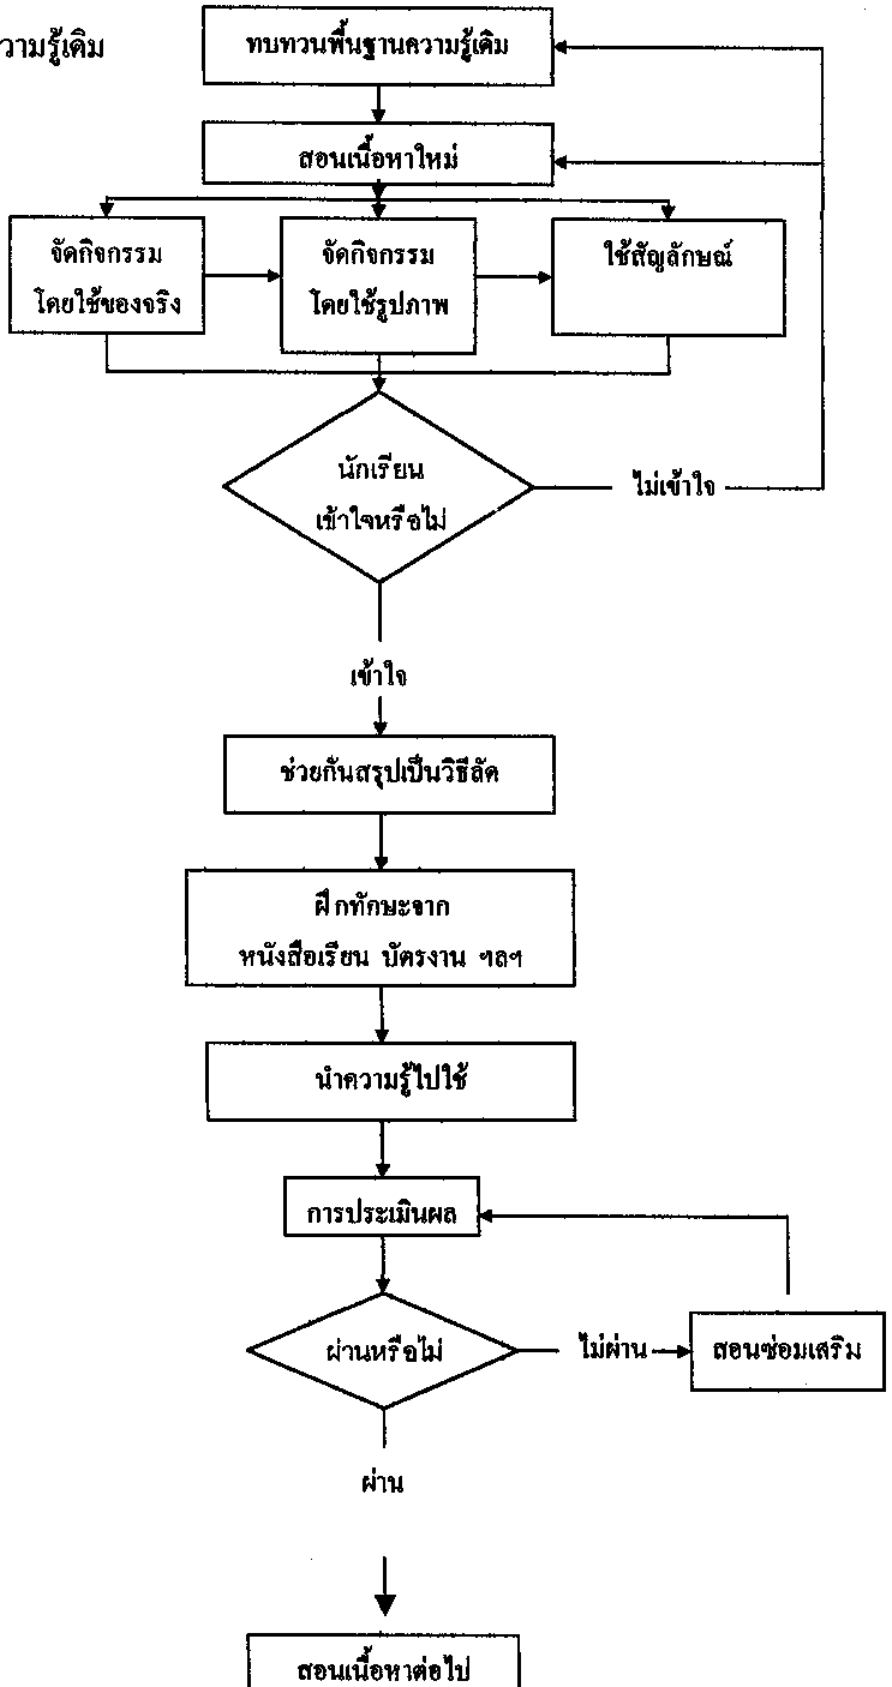 วามรู้เดิม
ทบทวนพื้นฐานความรู้เดิม
สอนเนื้อหาใหม่
จัดกิจกรรม
โดยใช้ของจริง
จัดกิจกรรม
โดยใช้รูปภาพ
ใช้สัญลักษณ์
นักเรียน
เข้าใจหรือไม่
ไม่เข้าใจ
เข้าใจ
ช่วยกันสรุปเป็นวิธีลัด
ฝึกทักษะจาก
หนังสือเรียน บัตรงาน ฯลฯ
นำความรู้ไปใช้
การประเมินผล
ผ่านหรือไม่
ไม่ผ่าน
สอนซ่อมเสริม
ผ่าน
สอนเนื้อหาต่อไป